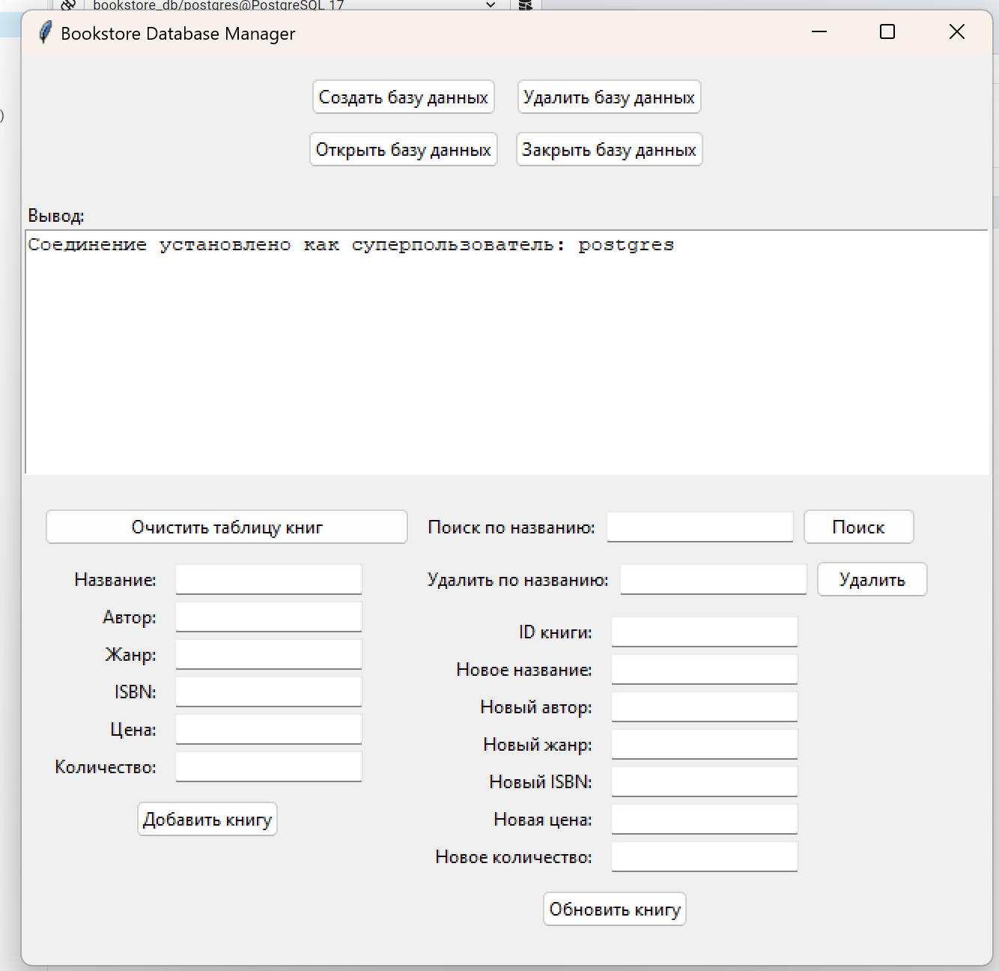 bookstore_db/postgres@PostgreSQL 17
Bookstore Database Manager
)
Создать базу данных Удалить базу данных
Открыть базу данных Закрыть базу данных
Вывод:
Соединение установлено как суперпользователь: postgres
Очистить таблицу книг Поиск по названию: Поиск
Название: Удалить по названию: Удалить
Автор:
ID книги:
Жанр:
Новое название:
ISBN:
Новый автор:
Цена:
Новый жанр:
Количество:
Новый ISBN:
Добавить книгу
Новая цена:
Новое количество:
Обновить книгу